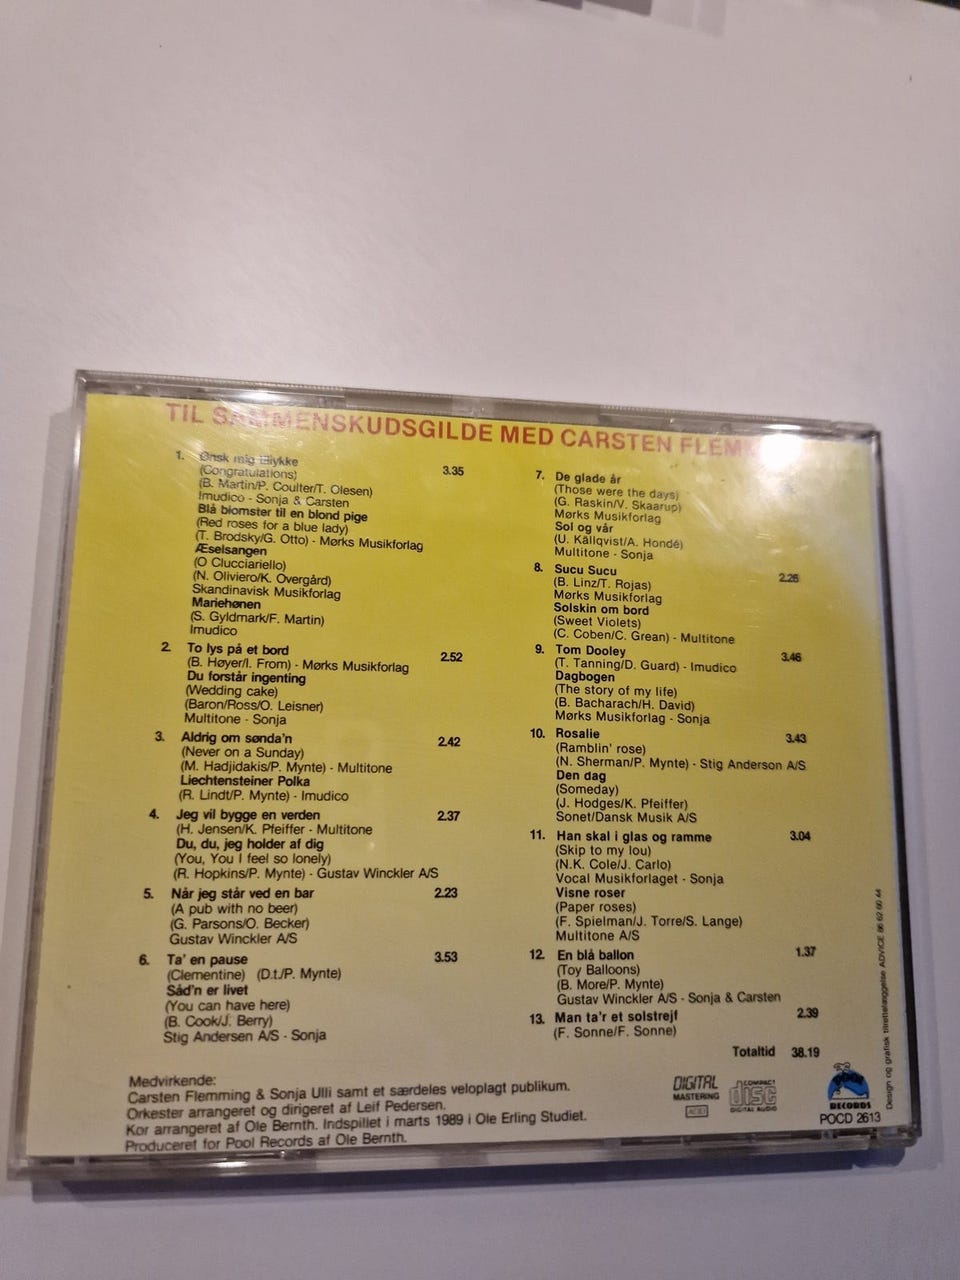 TIL SAMMENSKUDSGILDE MED CARSTEN
1. Ønsk mig tillykke 3.35
(Congratulations)
(B. Martin/P. Coulter/T. Olesen)
Imudico - Sonja & Carsten
Blå blomster til en blond pige
(Red roses for a blue lady)
(T. Brodsky/G. Otto) - Mørks Musikforlag
Æselsangen
(O Clucciariello)
(N. Oliviero/K. Overgård)
Skandinavisk Musikforlag
Mariehønen
(S. Gyldmark/F. Martin)
Imudico
2. To lys på et bord 2.52
(B. Høyer/I. From) - Mørks Musikforlag
Du forstår ingenting
(Wedding cake)
(Baron/Ross/O. Leisner)
Multitone - Sonja
3. Aldrig om sønda'n 2.42
(Never on a Sunday)
(M. Hadjidakis/P. Mynte) - Multitone
Liechtensteiner Polka
(R. Lindt/P. Mynte) - Imudico
4. Jeg vil bygge en verden 2.37
(H. Jensen/K. Pfeiffer - Multitone
Du, du, jeg holder af dig
(You, You I feel so lonely)
(R. Hopkins/P. Mynte) - Gustav Winckler A/S
5. Når jeg står ved en bar 2.23
(A pub with no beer)
(G. Parsons/O. Becker)
Gustav Winckler A/S
6. Ta' en pause 3.53
(Clementine) (D.t./P. Mynte)
Såd'n er livet
(You can have here)
(B. Cook/J. Berry)
Stig Andersen A/S - Sonja
7. De glade år
(Those were the days)
(G. Raskin/V. Skaarup)
Mørks Musikforlag
Sol og vår
(U. Källqvist/A. Hondé)
Multitone - Sonja
8. Sucu Sucu 2.26
(B. Linz/T. Rojas)
Mørks Musikforlag
Solskin om bord
(Sweet Violets)
(C. Coben/C. Grean) - Multitone
9. Tom Dooley 3.46
(T. Tanning/D. Guard) - Imudico
Dagbogen
(The story of my life)
(B. Bacharach/H. David)
Mørks Musikforlag - Sonja
10. Rosalie 3.43
(Ramblin' rose)
(N. Sherman/P. Mynte) - Stig Anderson A/S
Den dag
(Someday)
(J. Hodges/K. Pfeiffer)
Sonet/Dansk Musik A/S
11. Han skal i glas og ramme 3.04
(Skip to my lou)
(N.K. Cole/J. Carlo)
Vocal Musikforlaget - Sonja
Visne roser
(Paper roses)
(F. Spielman/J. Torre/S. Lange)
Multitone A/S
12. En blå ballon 1.37
(Toy Balloons)
(B. More/P. Mynte)
Gustav Winckler A/S - Sonja & Carsten
13. Man ta'r et solstrejf 2.39
(F. Sonne/F. Sonne)
Totaltid 38.19
Medvirkende:
Carsten Flemming & Sonja Ulli samt et særdeles veloplagt publikum.
Orkester arrangeret og dirigeret af Leif Pedersen.
Kor arrangeret af Ole Bernth. Indspillet i marts 1989 i Ole Erling Studiet.
Produceret for Pool Records af Ole Bernth.
DIGITAL
MASTERING
COMPACT
disc
DIGITAL AUDIO
RECORDS
POCD 2613
Design og grafisk tilrettelæggelse ADVICE 86 62 60 44